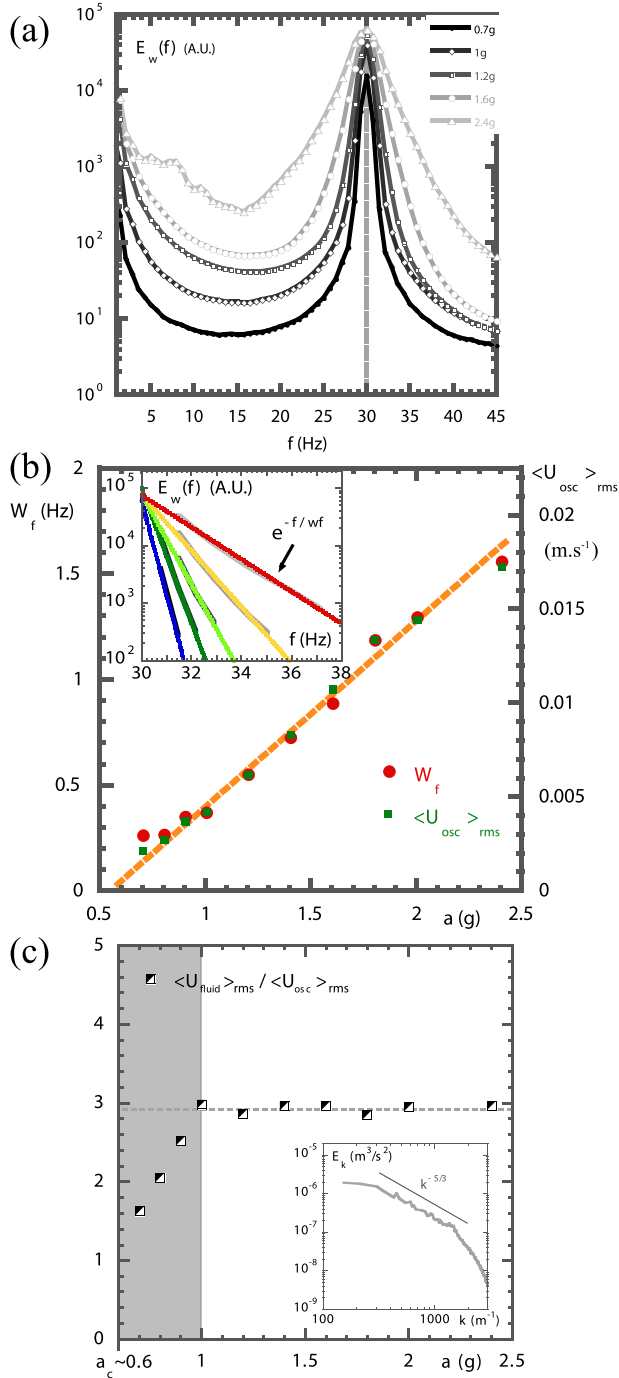 (a)
E_w(f) (A.U.)
0.7g
1g
1.2g
1.6g
2.4g
10^5
10^4
10^3
10^2
10^1
10^0
5 10 15 20 25 30 35 40 45
f (Hz)
(b)
2
W_f (Hz)
1.5
1
0.5
0
<U_osc>_rms
0.02
(m.s^-1)
0.015
0.01
0.005
0
E_w(f) (A.U.)
10^5
10^4
10^3
10^2
e^-f/wf
f (Hz)
30 32 34 36 38
W_f
<U_osc>_rms
0.5 1 1.5 2 2.5
a (g)
(c)
5
4
3
2
1
0
<U_fluid>_rms / <U_osc>_rms
E_k (m^3/s^2)
10^-5
10^-6
10^-7
10^-8
10^-9
k^-5/3
100 1000 k (m^-1)
a_c~0.6 1 1.5 2 2.5
a (g)